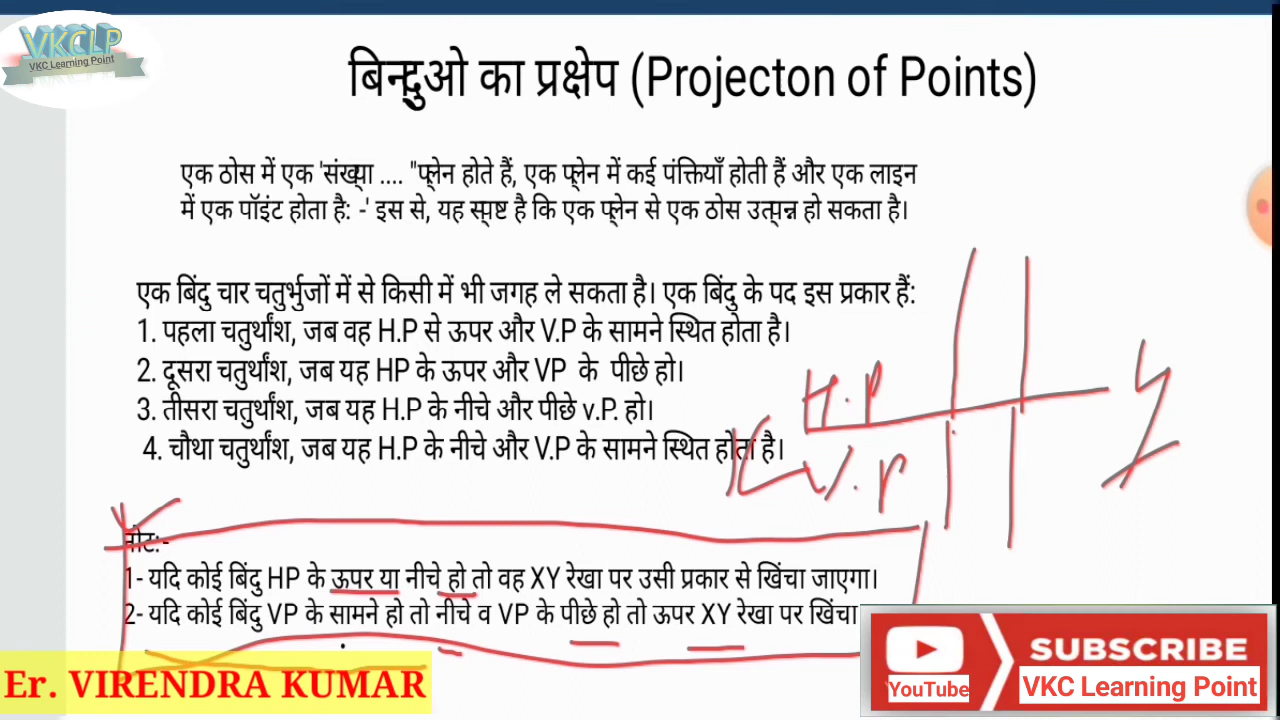 VKCLP
VKC Learning Point
बिन्दुओ का प्रक्षेप (Projecton of Points)
एक ठोस में एक 'संख्या .... "प्लेन होते हैं, एक प्लेन में कई पंक्तियाँ होती हैं और एक लाइन
में एक पॉइंट होता है: -' इस से, यह स्पष्ट है कि एक प्लेन से एक ठोस उत्पन्न हो सकता है।
एक बिंदु चार चतुर्भुजों में से किसी में भी जगह ले सकता है। एक बिंदु के पद इस प्रकार हैं:
1. पहला चतुर्थांश, जब वह H.P से ऊपर और V.P के सामने स्थित होता है।
2. दूसरा चतुर्थांश, जब यह HP के ऊपर और VP के पीछे हो।
3. तीसरा चतुर्थांश, जब यह H.P के नीचे और पीछे v.P. हो।
4. चौथा चतुर्थांश, जब यह H.P के नीचे और V.P के सामने स्थित होता है।
H.P
V.P
नोट:-
1- यदि कोई बिंदु HP के ऊपर या नीचे हो तो वह XY रेखा पर उसी प्रकार से खिंचा जाएगा।
2- यदि कोई बिंदु VP के सामने हो तो नीचे व VP के पीछे हो तो ऊपर XY रेखा पर खिंचा
Er. VIRENDRA KUMAR
SUBSCRIBE
YouTube
VKC Learning Point